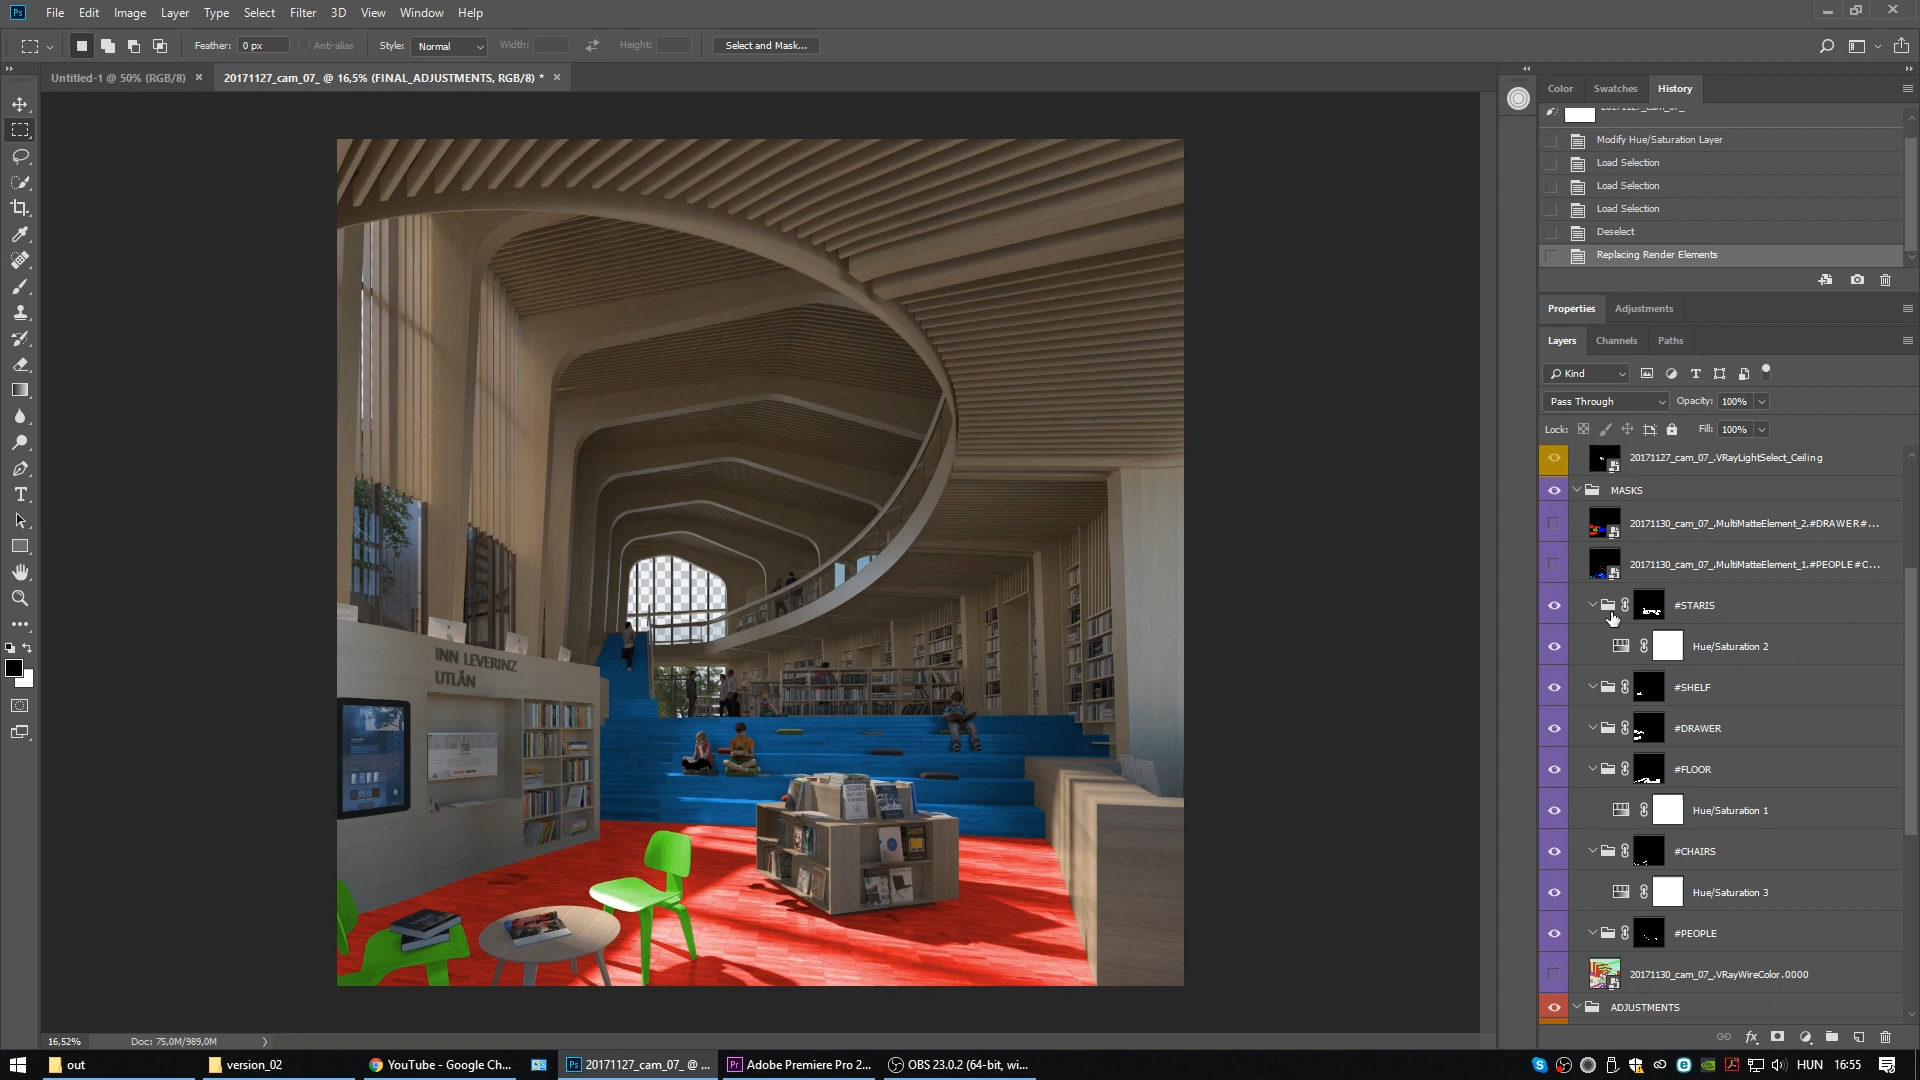 Ps File Edit Image Layer Type Select Filter 3D View Window Help
Feather: 0 px Anti-alias Style: Normal Width: Height: Select and Mask...
Untitled-1 @ 50% (RGB/8) × 20171127_cam_07_ @ 16,5% (FINAL_ADJUSTMENTS, RGB/8) * ×
Color Swatches History
Modify Hue/Saturation Layer
Load Selection
Load Selection
Load Selection
Deselect
Replacing Render Elements
Properties Adjustments
Layers Channels Paths
Kind
Pass Through Opacity: 100%
Lock: Fill: 100%
20171127_cam_07_.VRayLightSelect_Ceiling
MASKS
20171130_cam_07_.MultiMatteElement_2.#DRAWER#...
20171130_cam_07_.MultiMatteElement_1.#PEOPLE#C...
#STARIS
Hue/Saturation 2
#SHELF
#DRAWER
#FLOOR
Hue/Saturation 1
#CHAIRS
Hue/Saturation 3
#PEOPLE
20171130_cam_07_.VRayWireColor.0000
ADJUSTMENTS
INN LEVERINZ
UTLÅN
16,52% Doc: 75,0M/989,0M
out version_02 YouTube - Google Ch... Ps 20171127_cam_07_ @ ... Pr Adobe Premiere Pro 2... OBS 23.0.2 (64-bit, wi... HUN 16:55